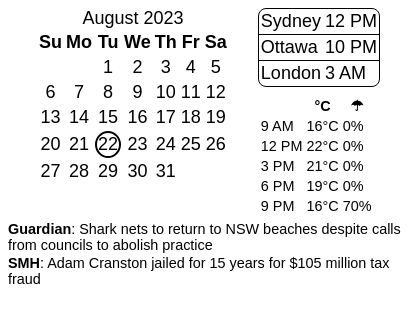 August 2023
Su Mo Tu We Th Fr Sa
1 2 3 4 5
6 7 8 9 10 11 12
13 14 15 16 17 18 19
20 21 22 23 24 25 26
27 28 29 30 31
Sydney 12 PM
Ottawa 10 PM
London 3 AM
°C ☂
9 AM 16°C 0%
12 PM 22°C 0%
3 PM 21°C 0%
6 PM 19°C 0%
9 PM 16°C 70%
Guardian: Shark nets to return to NSW beaches despite calls
from councils to abolish practice
SMH: Adam Cranston jailed for 15 years for $105 million tax
fraud